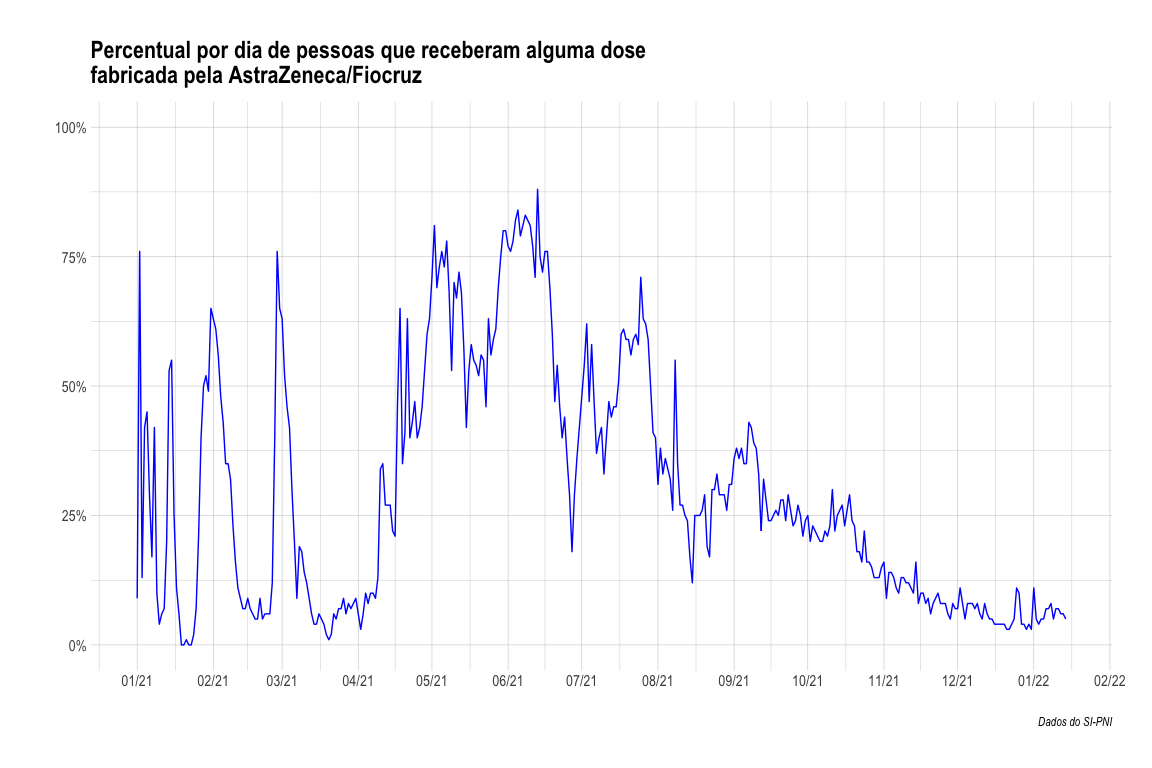 Percentual por dia de pessoas que receberam alguma dose
fabricada pela AstraZeneca/Fiocruz
100%
75%
50%
25%
0%
01/21 02/21 03/21 04/21 05/21 06/21 07/21 08/21 09/21 10/21 11/21 12/21 01/22 02/22
Dados do SI-PNI